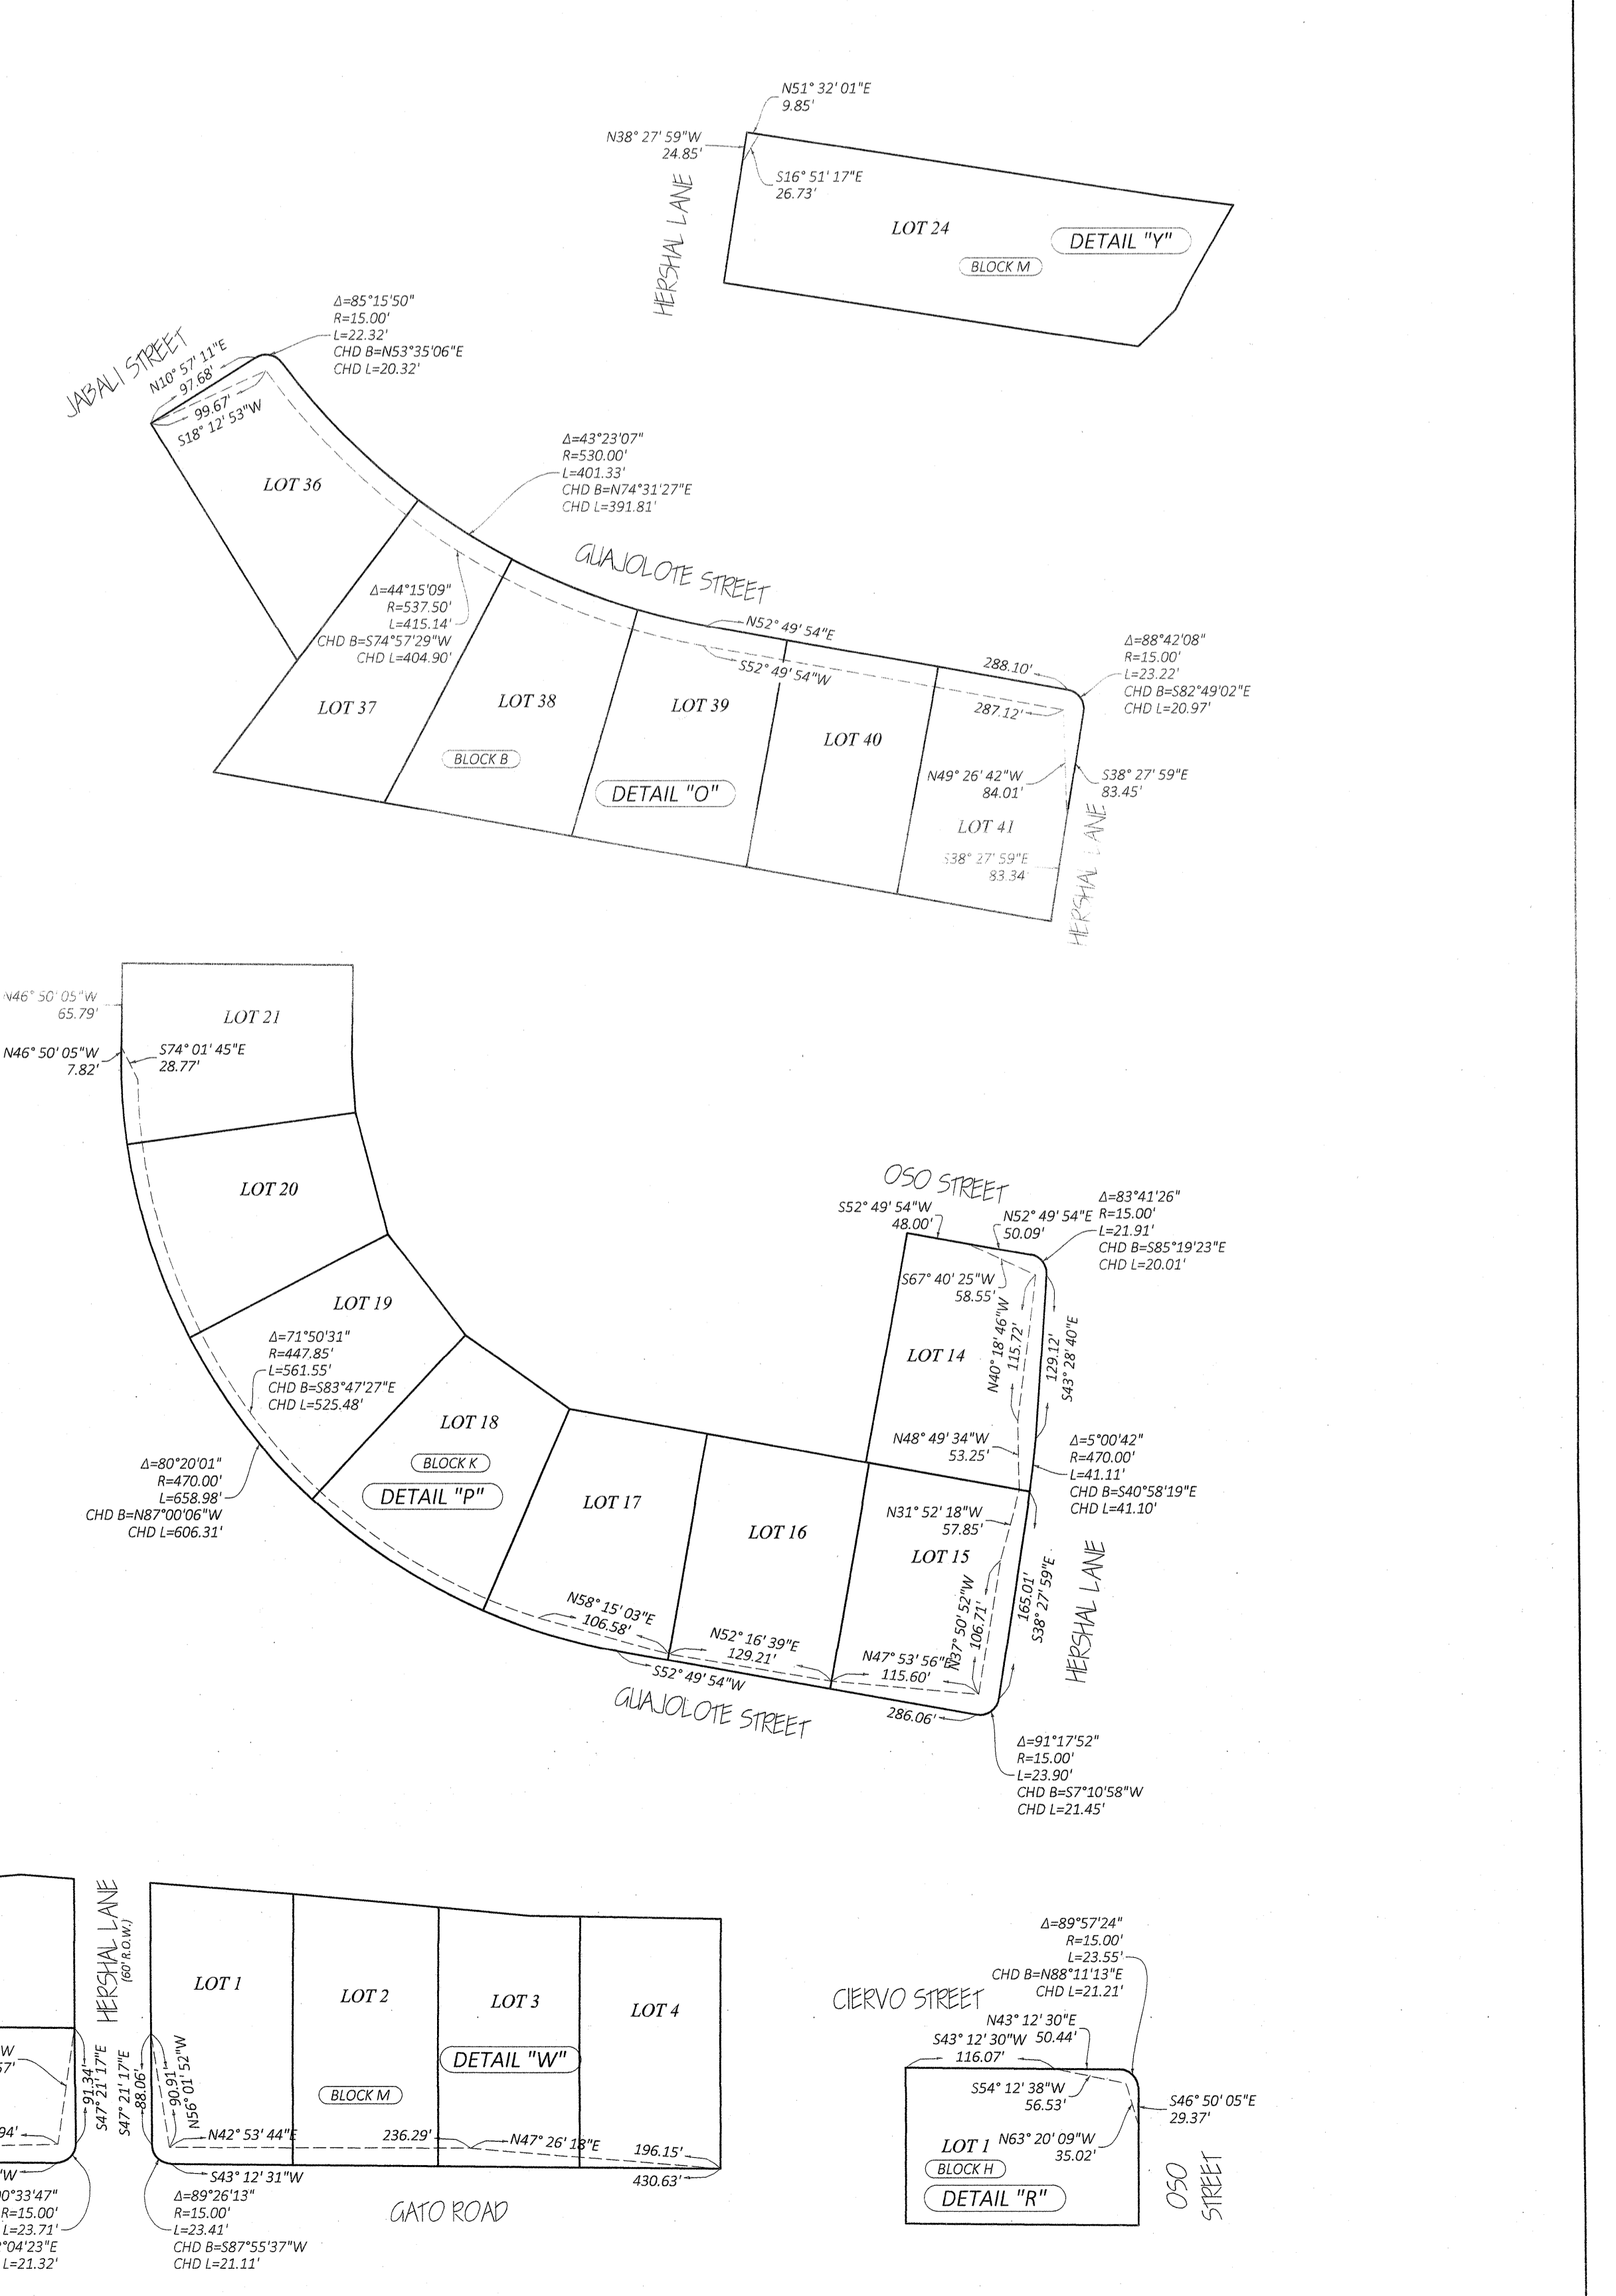 N51° 32' 01"E
9.85'
N38° 27' 59"W
24.85'
S16° 51' 17"E
26.73'
HERSHAL LANE
LOT 24
DETAIL "Y"
BLOCK M
JABALI STREET
N10° 57' 11"E
97.68'
99.67'
S18° 12' 53"W
Δ=85°15'50"
R=15.00'
L=22.32'
CHD B=N53°35'06"E
CHD L=20.32'
LOT 36
Δ=43°23'07"
R=530.00'
L=401.33'
CHD B=N74°31'27"E
CHD L=391.81'
GUAJOLOTE STREET
Δ=44°15'09"
R=537.50'
L=415.14'
CHD B=S74°57'29"W
CHD L=404.90'
N52° 49' 54"E
S52° 49' 54"W
288.10'
287.12'
Δ=88°42'08"
R=15.00'
L=23.22'
CHD B=S82°49'02"E
CHD L=20.97'
LOT 37
LOT 38
LOT 39
LOT 40
BLOCK B
DETAIL "O"
N49° 26' 42"W
84.01'
S38° 27' 59"E
83.45'
LOT 41
S38° 27' 59"E
83.34'
HERSHAL LANE
N46° 50' 05"W
65.79'
LOT 21
N46° 50' 05"W
7.82'
S74° 01' 45"E
28.77'
LOT 20
LOT 19
Δ=71°50'31"
R=447.85'
L=561.55'
CHD B=S83°47'27"E
CHD L=525.48'
Δ=80°20'01"
R=470.00'
L=658.98'
CHD B=N87°00'06"W
CHD L=606.31'
LOT 18
BLOCK K
DETAIL "P"
LOT 17
LOT 16
OSO STREET
S52° 49' 54"W
48.00'
N52° 49' 54"E
50.09'
Δ=83°41'26"
R=15.00'
L=21.91'
CHD B=S85°19'23"E
CHD L=20.01'
S67° 40' 25"W
58.55'
LOT 14
N40° 18' 46"W
115.72'
129.12'
S43° 28' 40"E
N48° 49' 34"W
53.25'
Δ=5°00'42"
R=470.00'
L=41.11'
CHD B=S40°58'19"E
CHD L=41.10'
N31° 52' 18"W
57.85'
LOT 15
N37° 50' 52"W
106.71'
165.01'
S38° 27' 59"E
HERSHAL LANE
N58° 15' 03"E
106.58'
N52° 16' 39"E
129.21'
N47° 53' 56"E
115.60'
S52° 49' 54"W
286.06'
GUAJOLOTE STREET
Δ=91°17'52"
R=15.00'
L=23.90'
CHD B=S7°10'58"W
CHD L=21.45'
HERSHAL LANE
(60' R.O.W.)
LOT 1
LOT 2
LOT 3
LOT 4
DETAIL "W"
BLOCK M
W
57'
94'
"W
91.34'
S47° 21' 17"E
S47° 21' 17"E
88.06'
90.91'
N56° 01' 52"W
N42° 53' 44"E
236.29'
N47° 26' 18"E
196.15'
S43° 12' 31"W
430.63'
GATO ROAD
0°33'47"
R=15.00'
L=23.71'
°04'23"E
L=21.32'
Δ=89°26'13"
R=15.00'
L=23.41'
CHD B=S87°55'37"W
CHD L=21.11'
Δ=89°57'24"
R=15.00'
L=23.55'
CHD B=N88°11'13"E
CHD L=21.21'
CIERVO STREET
N43° 12' 30"E
50.44'
S43° 12' 30"W
116.07'
S54° 12' 38"W
56.53'
S46° 50' 05"E
29.37'
N63° 20' 09"W
35.02'
LOT 1
BLOCK H
DETAIL "R"
OSO
STREET